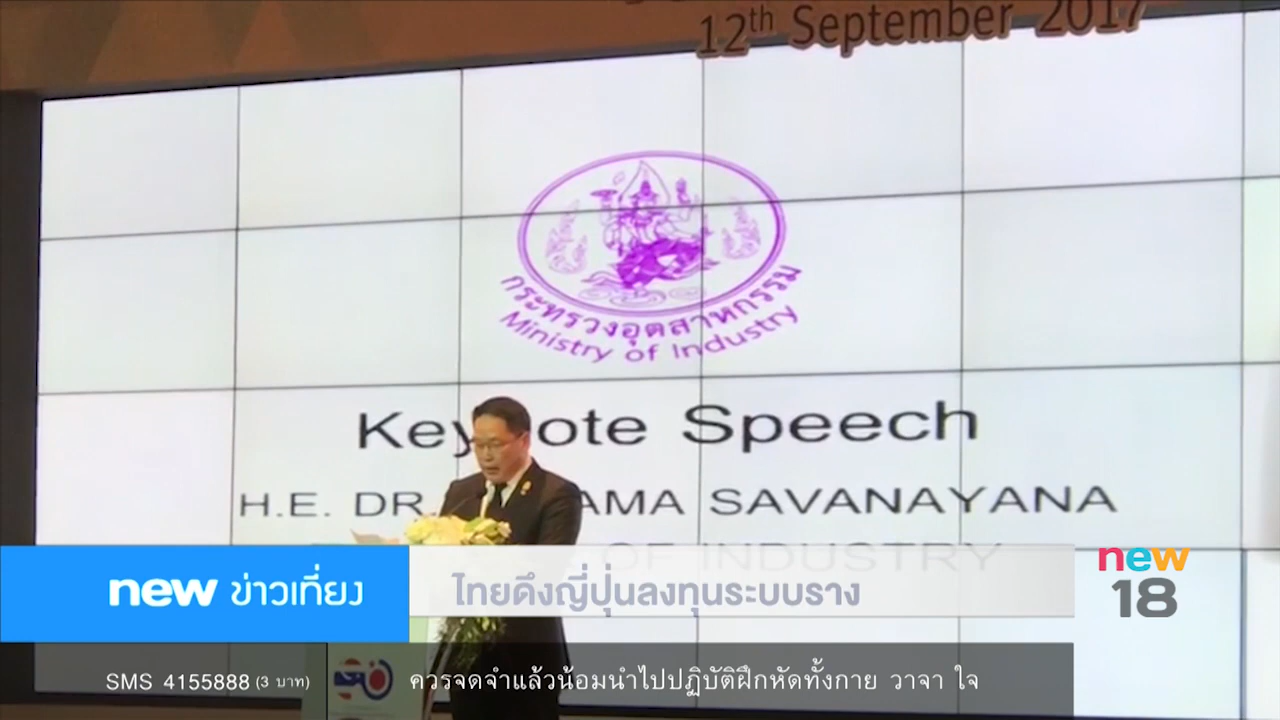 12th September 2017
กระทรวงอุตสาหกรรม
Ministry of Industry
Keynote Speech
H.E. DR. AMA SAVANAYANA
OF INDUSTRY
new ข่าวเที่ยง
ไทยดึงญี่ปุ่นลงทุนระบบราง
new
18
SMS 4155888 (3 บาท)
ควรจดจำแล้วน้อมนำไปปฏิบัติฝึกหัดทั้งกาย วาจา ใจ